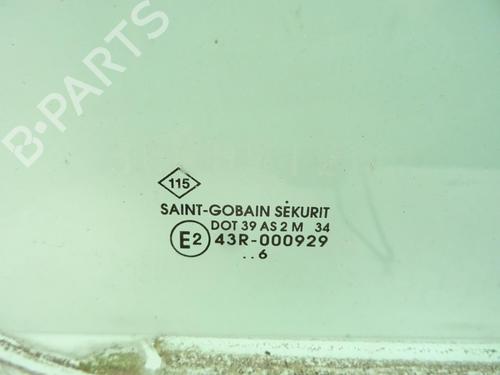 B-PARTS
115
SAINT-GOBAIN SEKURIT
DOT 39 AS 2 M 34
E2 43R-000929
..6